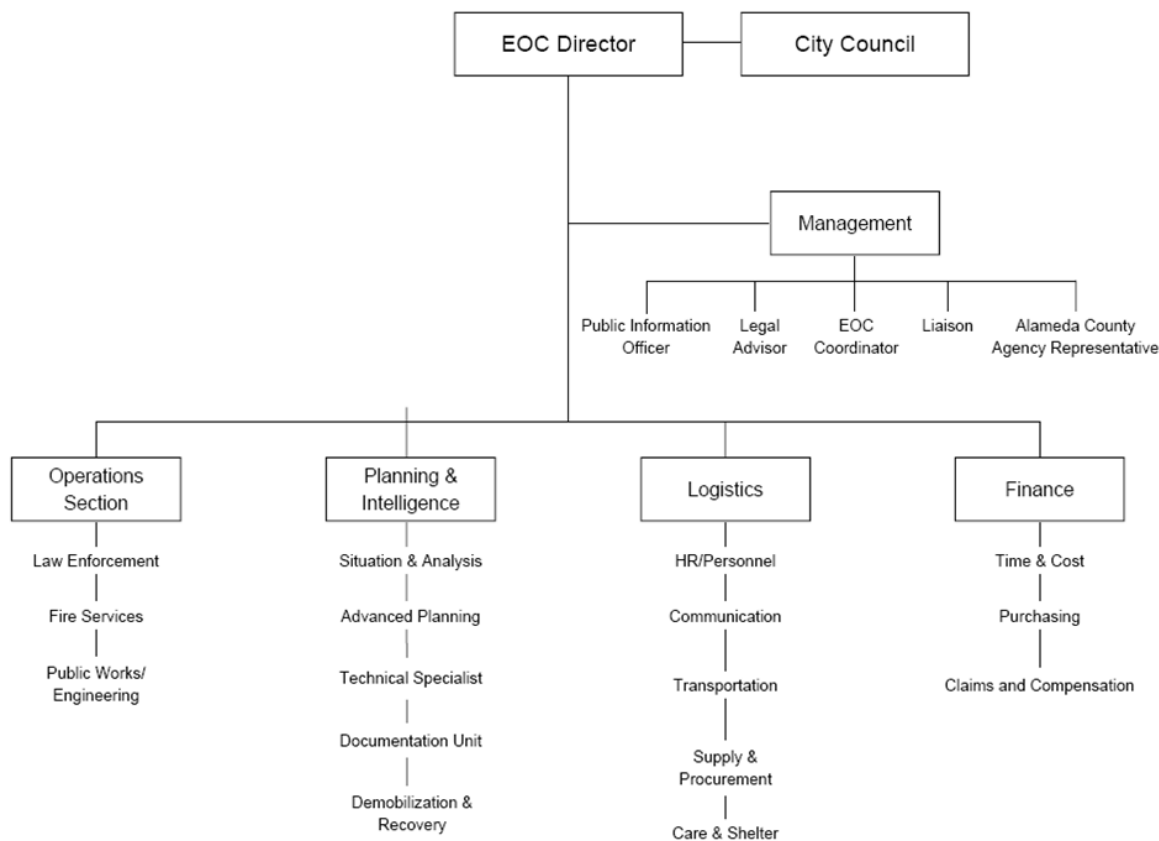 EOC Director
City Council
Management
Public Information
Officer
Legal
Advisor
EOC
Coordinator
Liaison
Alameda County
Agency Representative
Operations
Section
Law Enforcement
Fire Services
Public Works/
Engineering
Planning &
Intelligence
Situation & Analysis
Advanced Planning
Technical Specialist
Documentation Unit
Demobilization &
Recovery
Logistics
HR/Personnel
Communication
Transportation
Supply &
Procurement
Care & Shelter
Finance
Time & Cost
Purchasing
Claims and Compensation